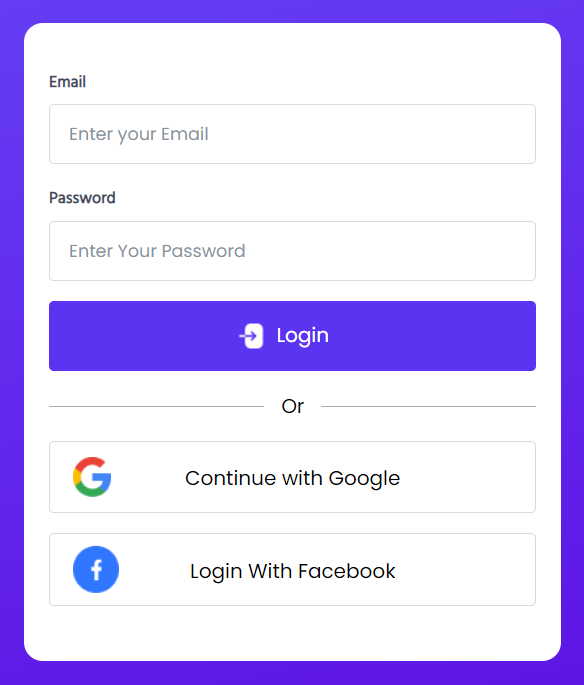 Email
Enter your Email
Password
Enter Your Password
Login
Or
Continue with Google
Login With Facebook